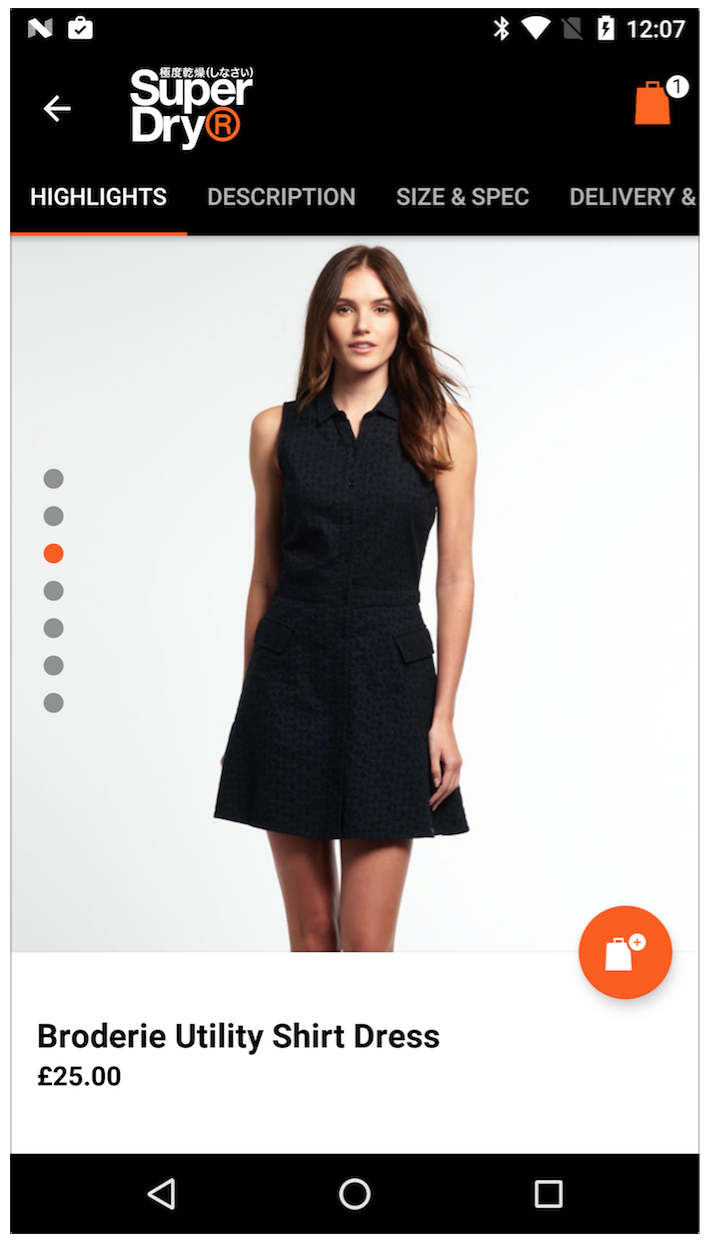 12:07
極度乾燥(しなさい)
Super
Dry®
1
HIGHLIGHTS DESCRIPTION SIZE & SPEC DELIVERY &
Broderie Utility Shirt Dress
£25.00